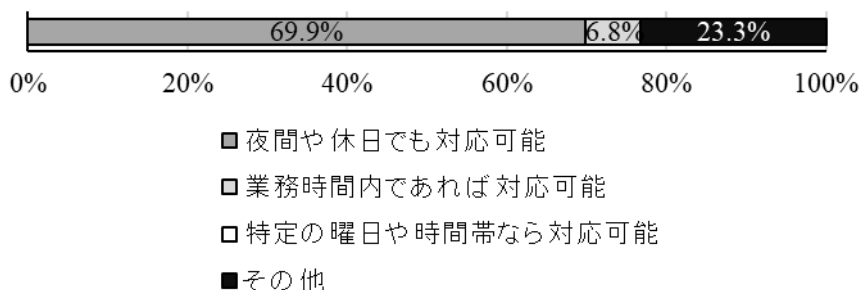 69.9% 6.8% 23.3%
0% 20% 40% 60% 80% 100%
夜間や休日でも対応可能
業務時間内であれば対応可能
特定の曜日や時間帯なら対応可能
その他